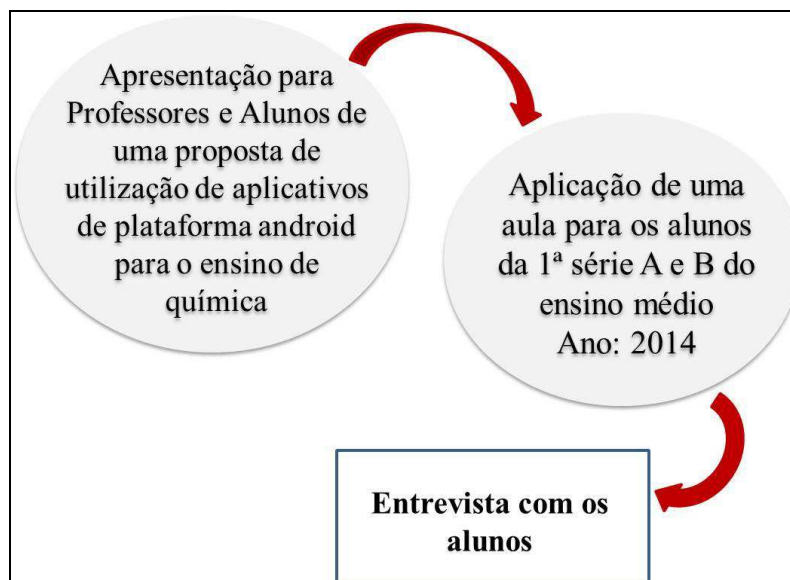 Apresentação para
Professores e Alunos de
uma proposta de
utilização de aplicativos
de plataforma android
para o ensino de
química
Aplicação de uma
aula para os alunos
da 1ª série A e B do
ensino médio
Ano: 2014
Entrevista com os
alunos